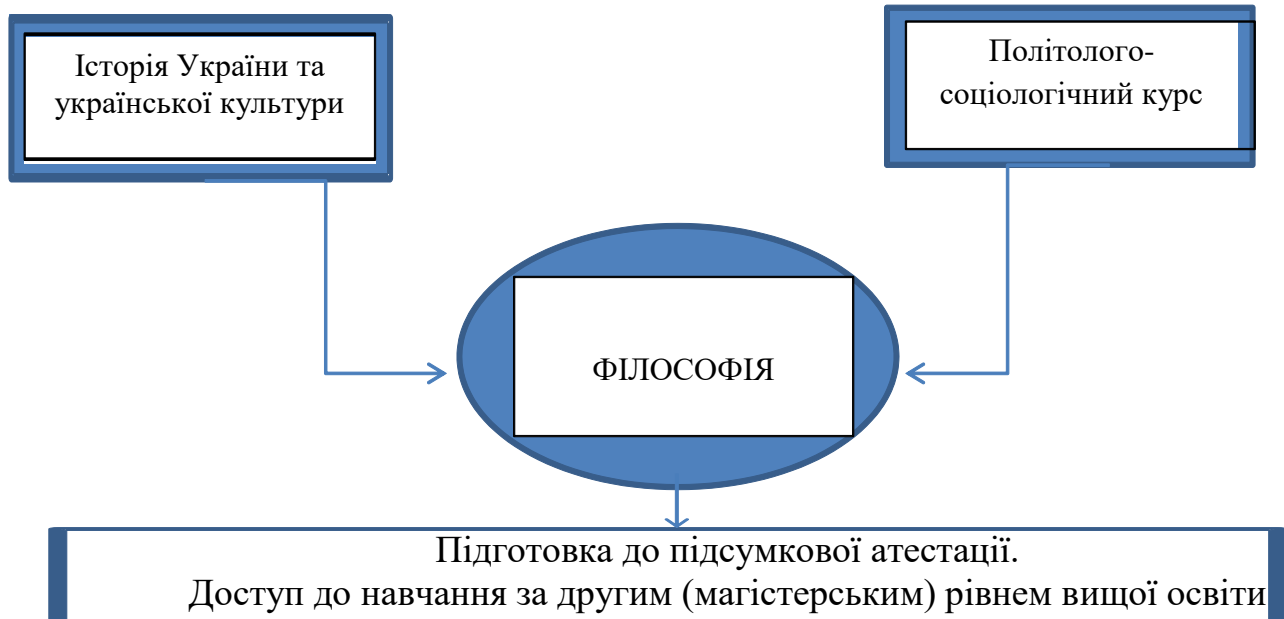 Історія України та
української культури
Політолого-
соціологічний курс
ФІЛОСОФІЯ
Підготовка до підсумкової атестації.
Доступ до навчання за другим (магістерським) рівнем вищої освіти